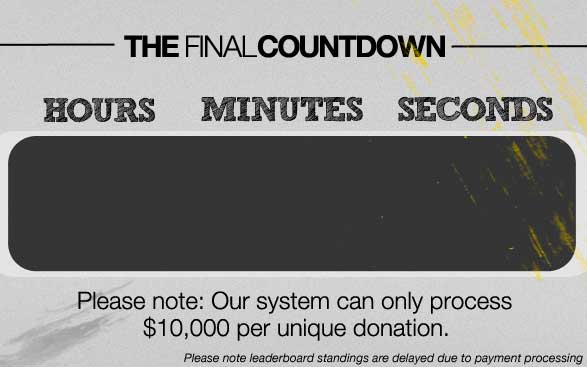 THE FINALCOUNTDOWN
HOURS MINUTES SECONDS
Please note: Our system can only process
$10,000 per unique donation.
Please note leaderboard standings are delayed due to payment processing